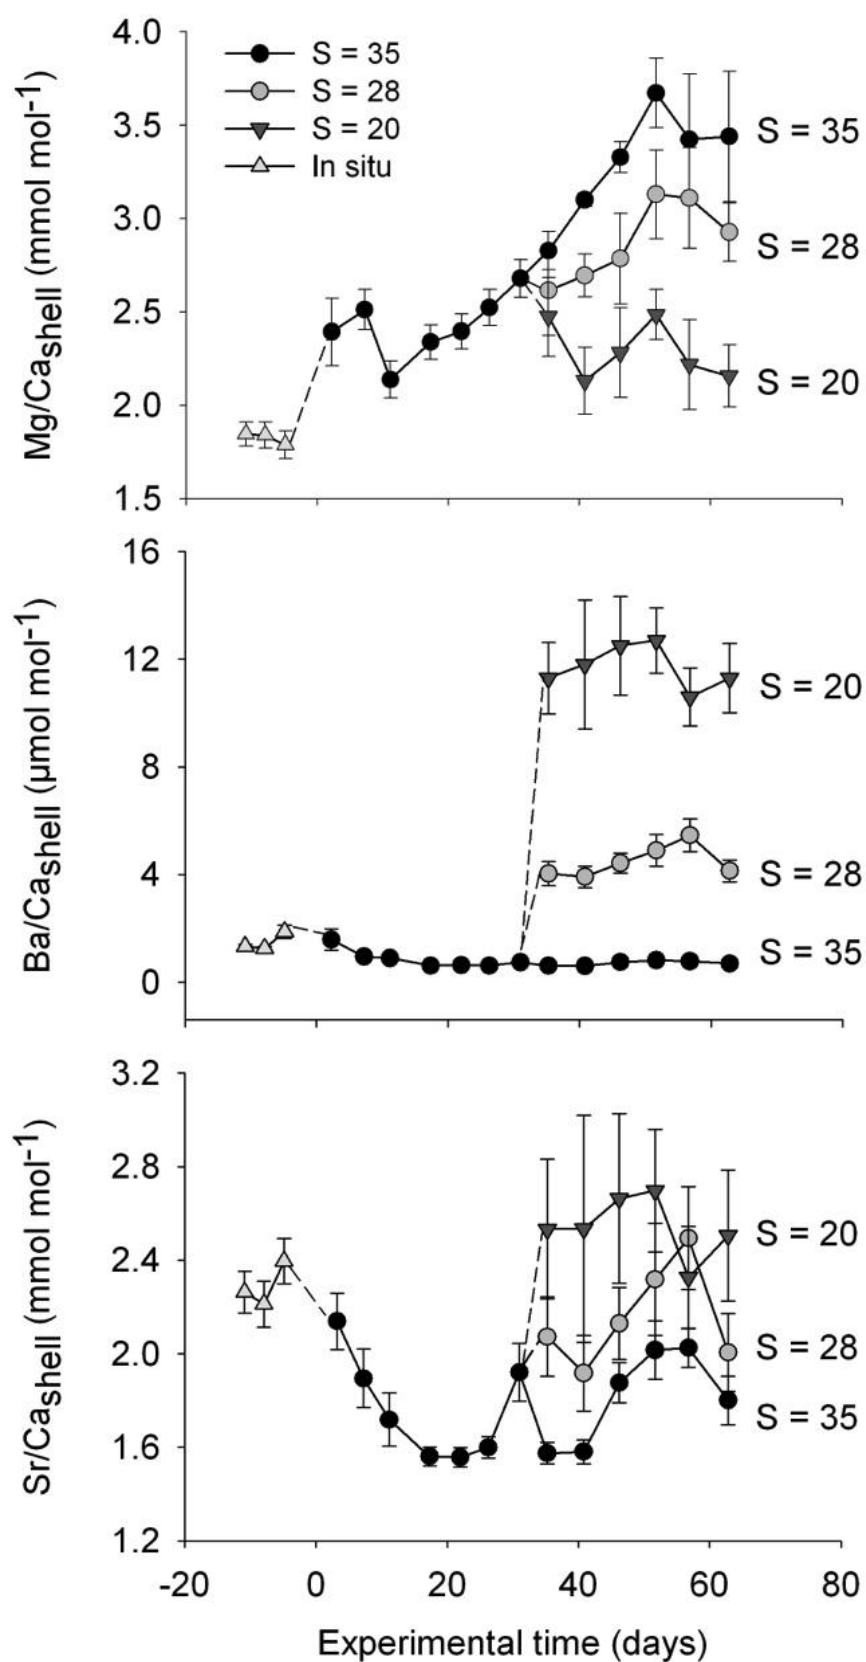 Mg/Cashell (mmol mol-1)
4.0
3.5
3.0
2.5
2.0
1.5
S = 35
S = 28
S = 20
In situ
S = 35
S = 28
S = 20
Ba/Cashell (µmol mol-1)
16
12
8
4
0
S = 20
S = 28
S = 35
Sr/Cashell (mmol mol-1)
3.2
2.8
2.4
2.0
1.6
1.2
S = 20
S = 28
S = 35
-20 0 20 40 60 80
Experimental time (days)